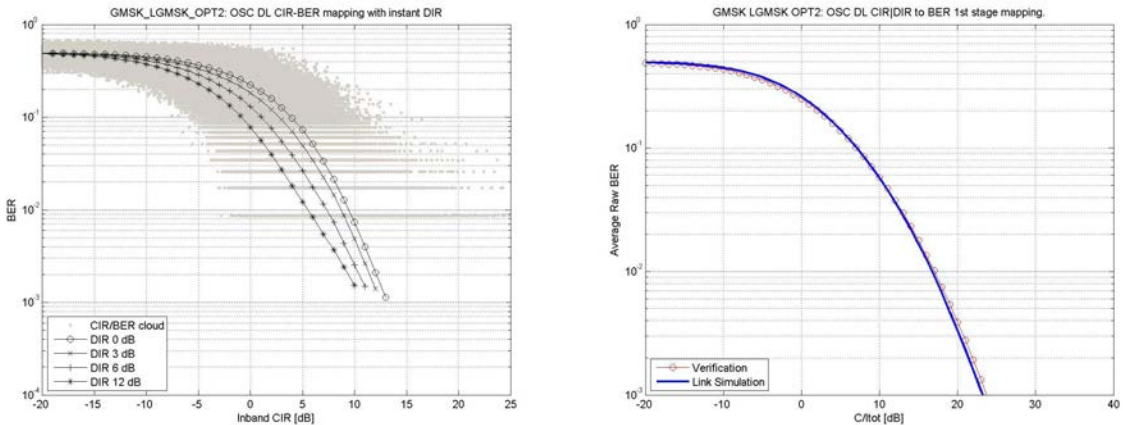 GMSK_LGMSK_OPT2: OSC DL CIR-BER mapping with instant DIR
10^0
10^-1
10^-2
10^-3
10^-4
BER
CIR/BER cloud
DIR 0 dB
DIR 3 dB
DIR 6 dB
DIR 12 dB
-20 -15 -10 -5 0 5 10 15 20 25
Inband CIR [dB]
GMSK LGMSK OPT2: OSC DL CIR|DIR to BER 1st stage mapping.
10^0
10^-1
10^-2
10^-3
Average Raw BER
Verification
Link Simulation
-20 -10 0 10 20 30 40
C/Itot [dB]